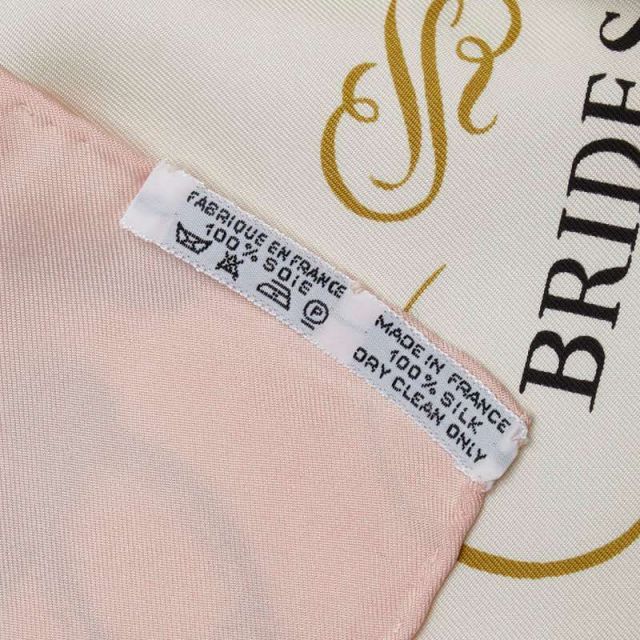 FABRIQUE EN FRANCE
100% SOIE
P
MADE IN FRANCE
100% SILK
DRY CLEAN ONLY
BRIDES